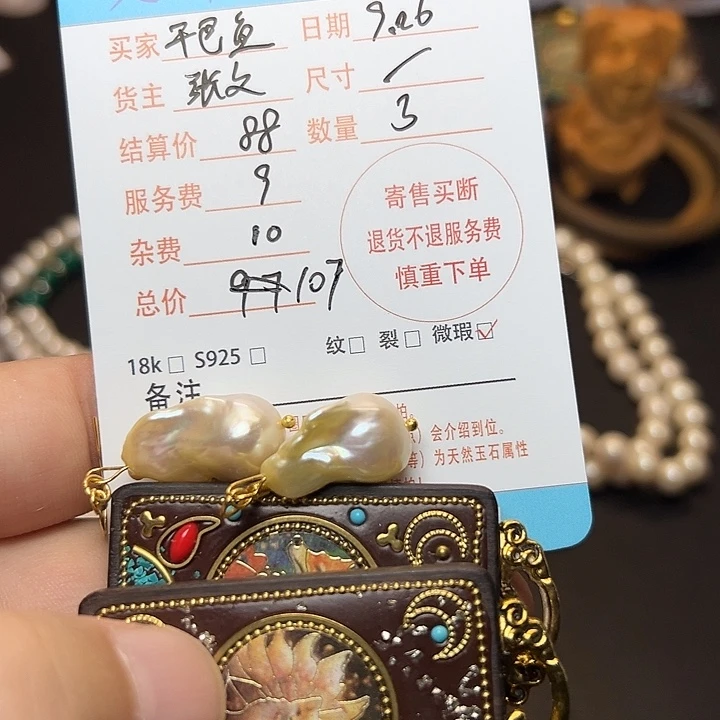 买家 干巴鱼 日期 9.26
货主 张文 尺寸 /
结算价 88 数量 3
服务费 9
杂费 10
总价 97 107
寄售买断
退货不退服务费
慎重下单
18k □ S925 □ 纹□ 裂□ 微瑕☑
备注
）会介绍到位。
等）为天然玉石属性